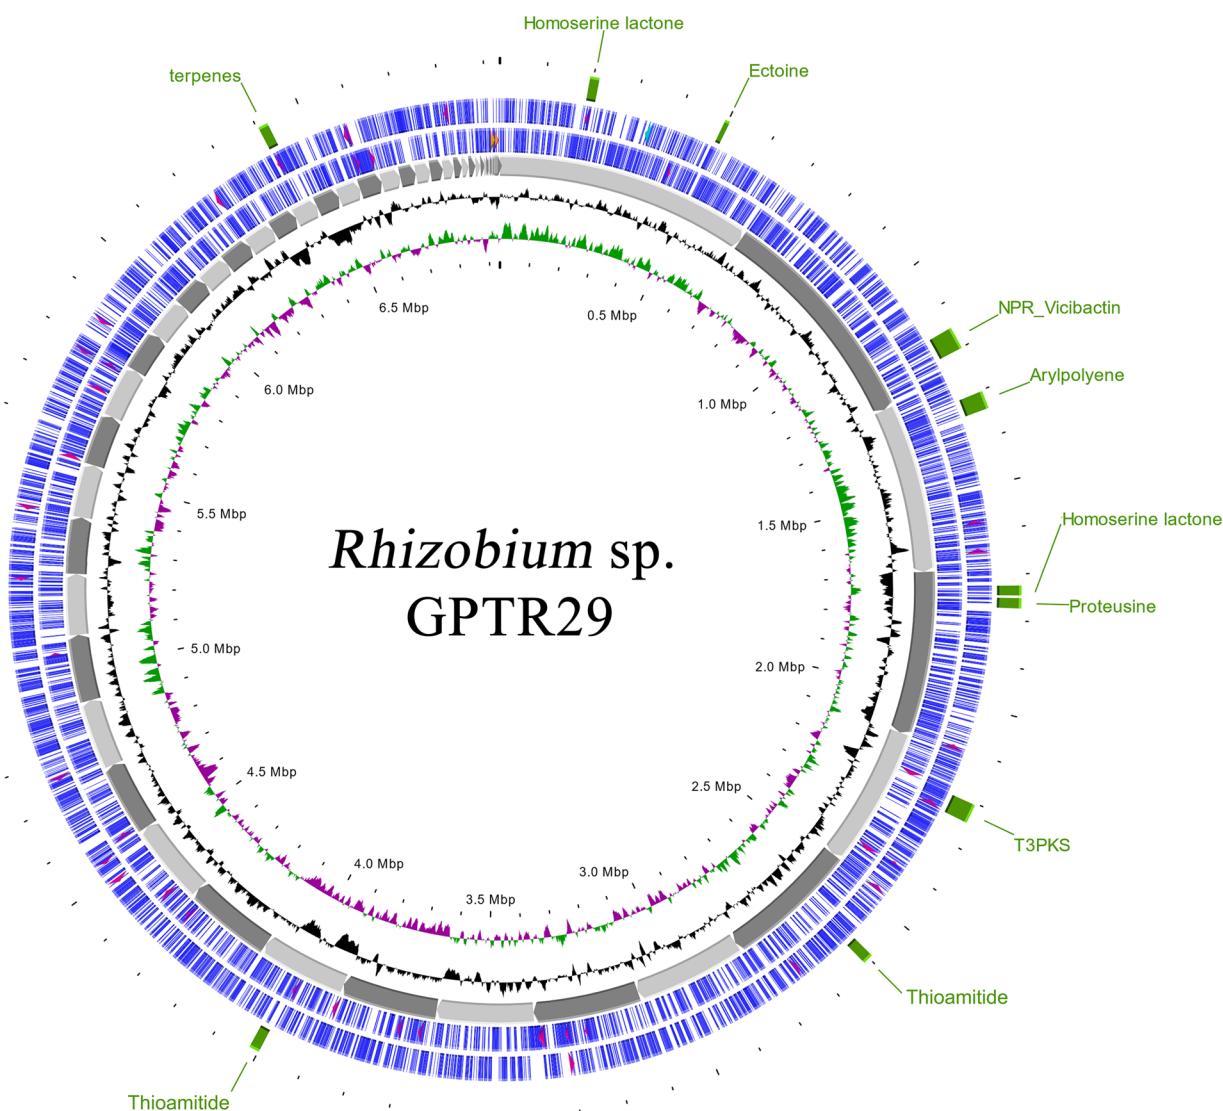 Homoserine lactone
terpenes
Ectoine
NPR_Vicibactin
Arylpolyene
Homoserine lactone
Proteusine
T3PKS
Thioamitide
Thioamitide
6.5 Mbp
0.5 Mbp
6.0 Mbp
1.0 Mbp
5.5 Mbp
1.5 Mbp
Rhizobium sp.
GPTR29
5.0 Mbp
2.0 Mbp
4.5 Mbp
2.5 Mbp
4.0 Mbp
3.0 Mbp
3.5 Mbp